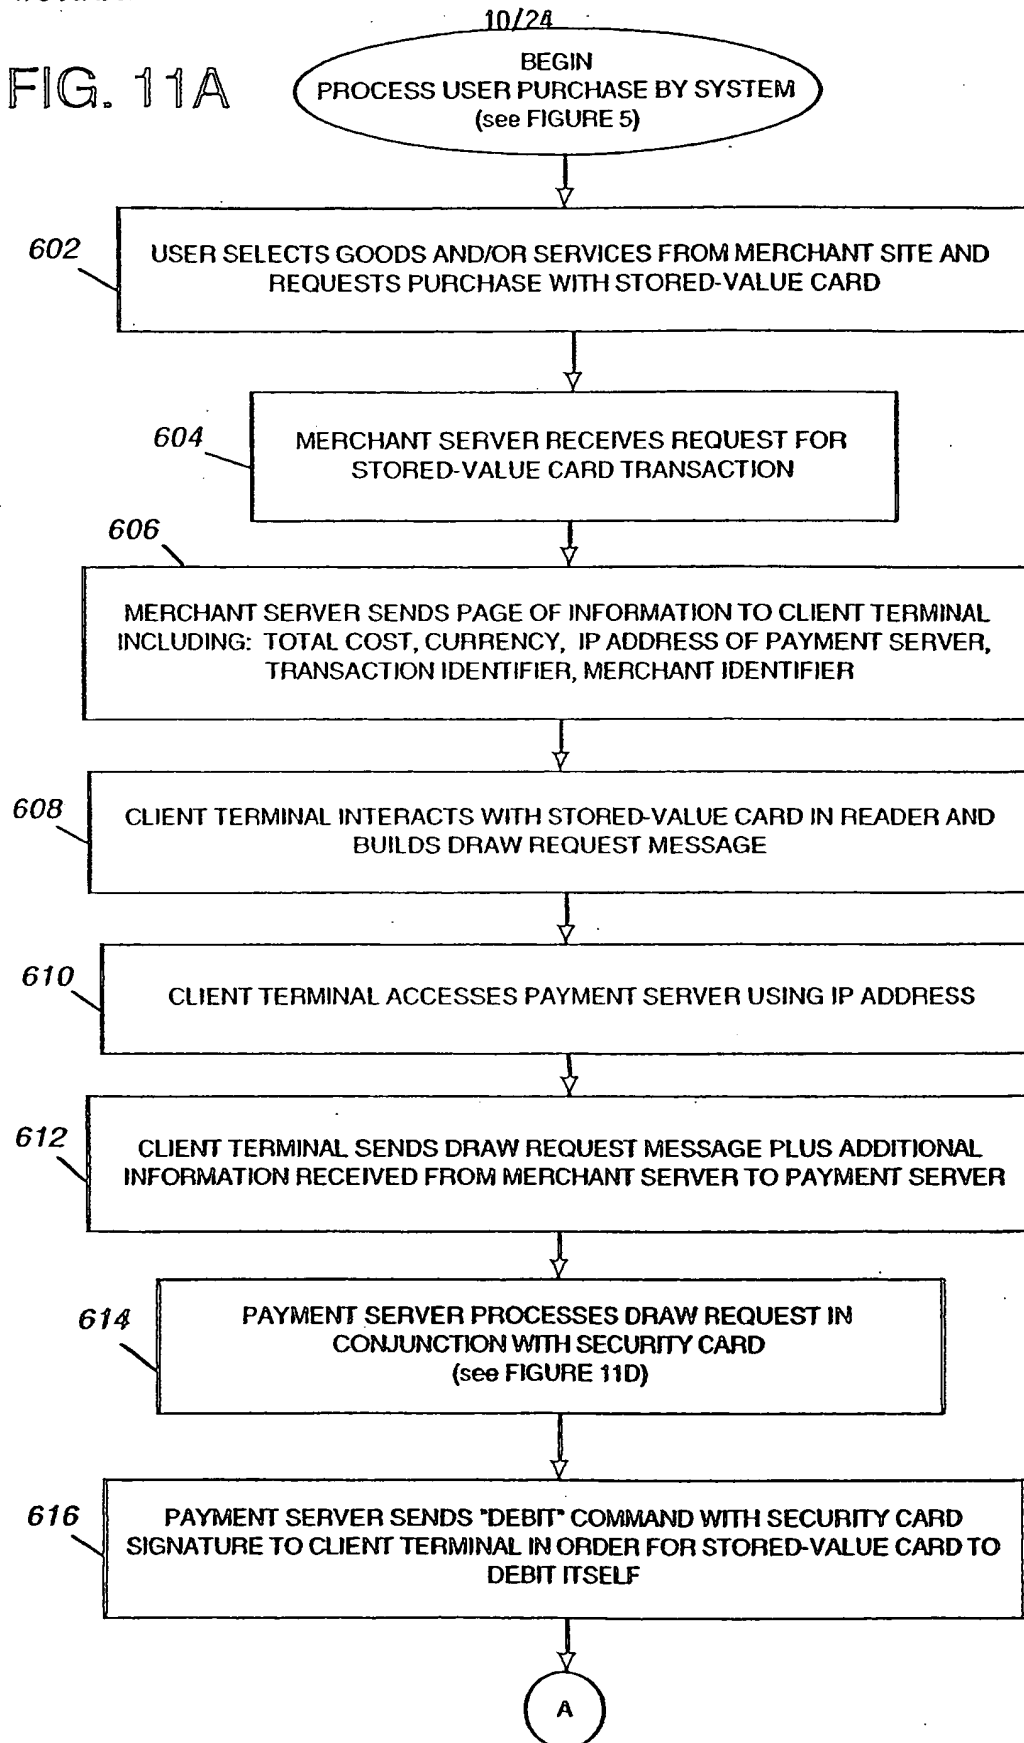 10/24
FIG. 11A
BEGIN
PROCESS USER PURCHASE BY SYSTEM
(see FIGURE 5)
602
USER SELECTS GOODS AND/OR SERVICES FROM MERCHANT SITE AND
REQUESTS PURCHASE WITH STORED-VALUE CARD
604
MERCHANT SERVER RECEIVES REQUEST FOR
STORED-VALUE CARD TRANSACTION
606
MERCHANT SERVER SENDS PAGE OF INFORMATION TO CLIENT TERMINAL
INCLUDING: TOTAL COST, CURRENCY, IP ADDRESS OF PAYMENT SERVER,
TRANSACTION IDENTIFIER, MERCHANT IDENTIFIER
608
CLIENT TERMINAL INTERACTS WITH STORED-VALUE CARD IN READER AND
BUILDS DRAW REQUEST MESSAGE
610
CLIENT TERMINAL ACCESSES PAYMENT SERVER USING IP ADDRESS
612
CLIENT TERMINAL SENDS DRAW REQUEST MESSAGE PLUS ADDITIONAL
INFORMATION RECEIVED FROM MERCHANT SERVER TO PAYMENT SERVER
614
PAYMENT SERVER PROCESSES DRAW REQUEST IN
CONJUNCTION WITH SECURITY CARD
(see FIGURE 11D)
616
PAYMENT SERVER SENDS "DEBIT" COMMAND WITH SECURITY CARD
SIGNATURE TO CLIENT TERMINAL IN ORDER FOR STORED-VALUE CARD TO
DEBIT ITSELF
A